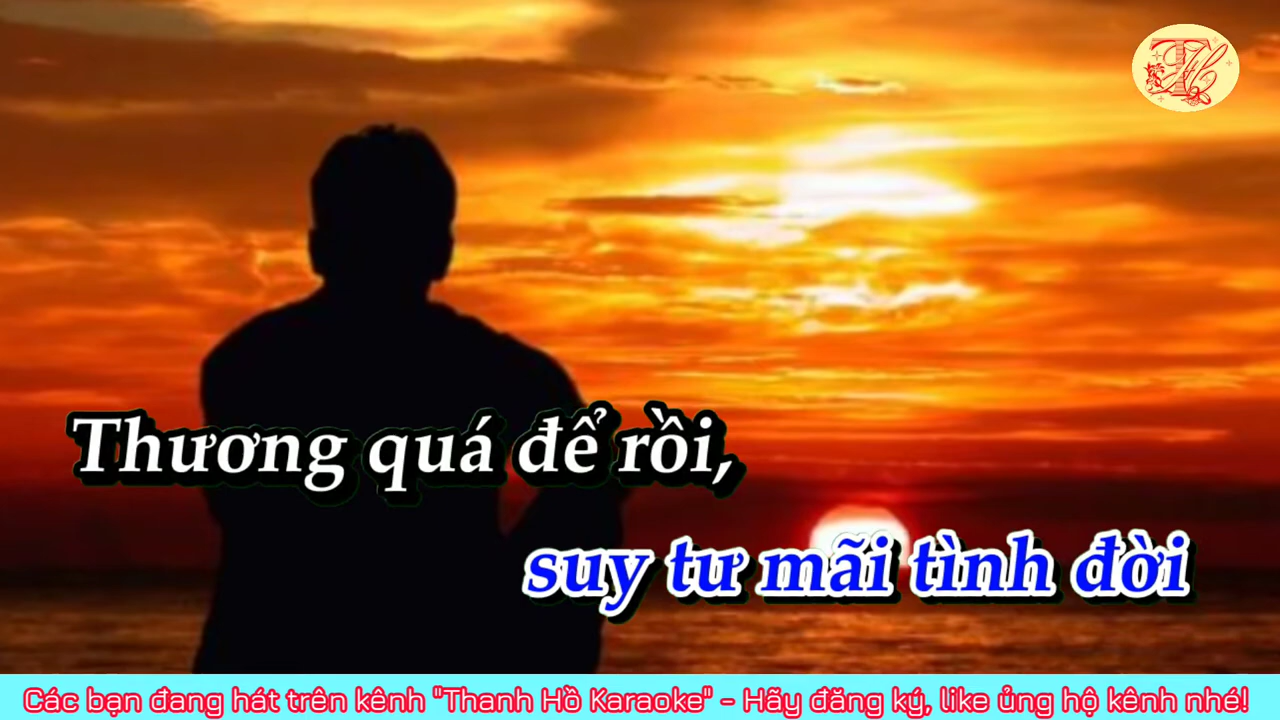 Thương quá để rồi,
suy tư mãi tình đời
Các bạn đang hát trên kênh "Thanh Hồ Karaoke" - Hãy đăng ký, like ủng hộ kênh nhé!